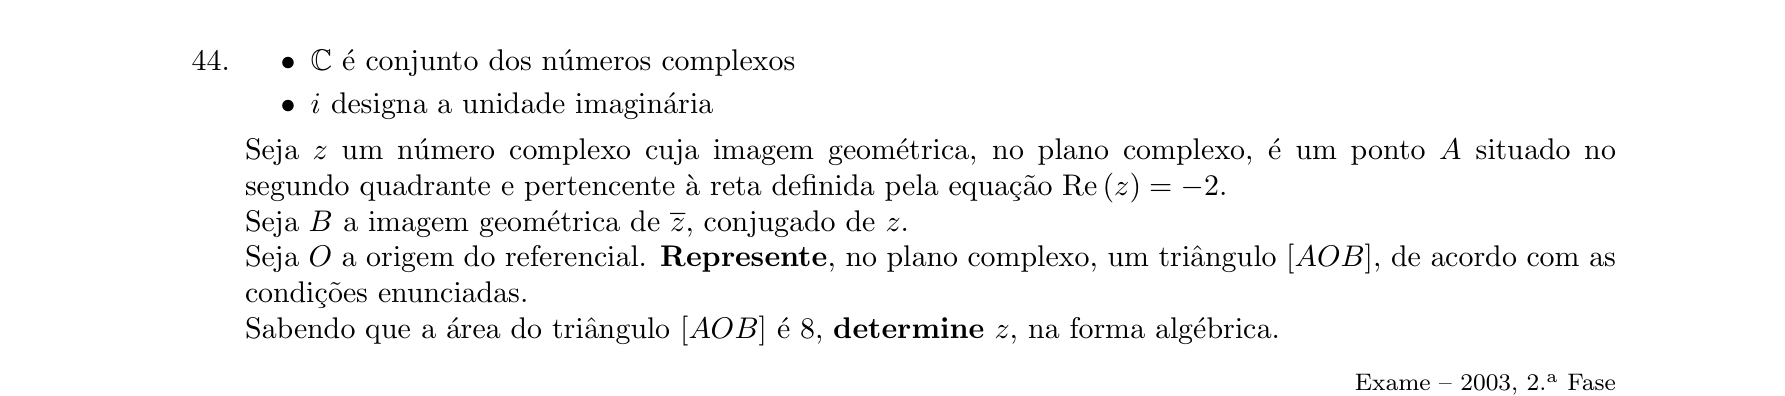 44. • ℂ é conjunto dos números complexos
• i designa a unidade imaginária
Seja z um número complexo cuja imagem geométrica, no plano complexo, é um ponto A situado no
segundo quadrante e pertencente à reta definida pela equação Re (z) = −2.
Seja B a imagem geométrica de z̅, conjugado de z.
Seja O a origem do referencial. Represente, no plano complexo, um triângulo [AOB], de acordo com as
condições enunciadas.
Sabendo que a área do triângulo [AOB] é 8, determine z, na forma algébrica.
Exame – 2003, 2.ª Fase